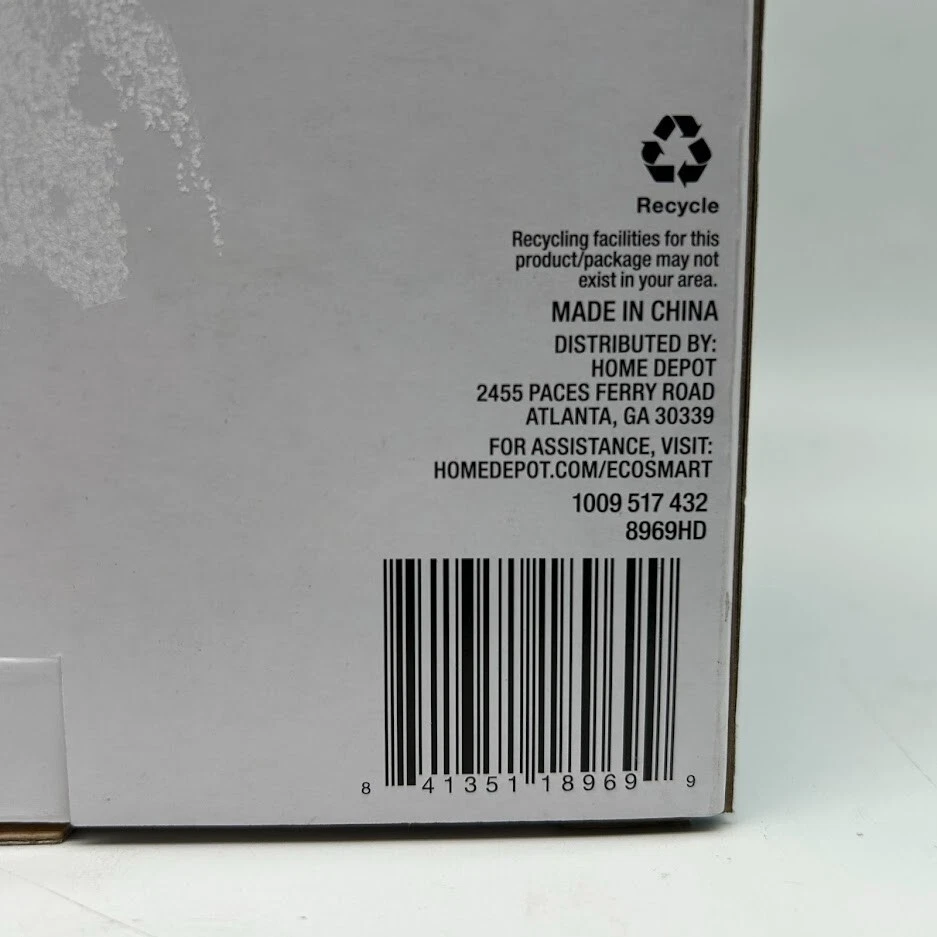 Recycle
Recycling facilities for this
product/package may not
exist in your area.
MADE IN CHINA
DISTRIBUTED BY:
HOME DEPOT
2455 PACES FERRY ROAD
ATLANTA, GA 30339
FOR ASSISTANCE, VISIT:
HOMEDEPOT.COM/ECOSMART
1009 517 432
8969HD
8 41351 18969 9